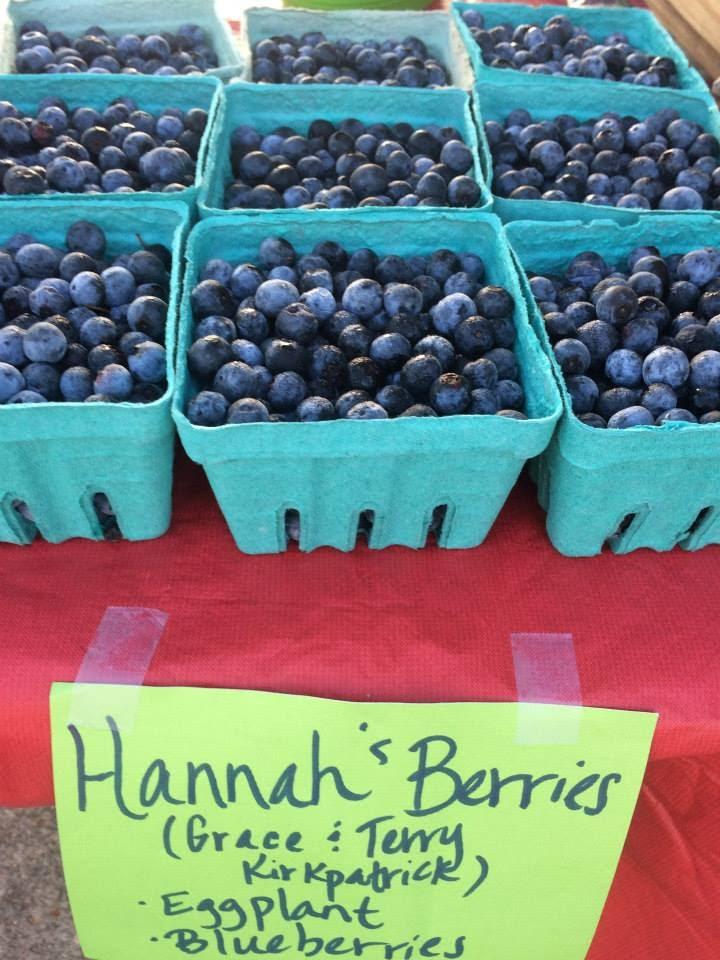 Hannah's Berries
(Grace & Terry
Kirkpatrick)
· Eggplant
· Blueberries